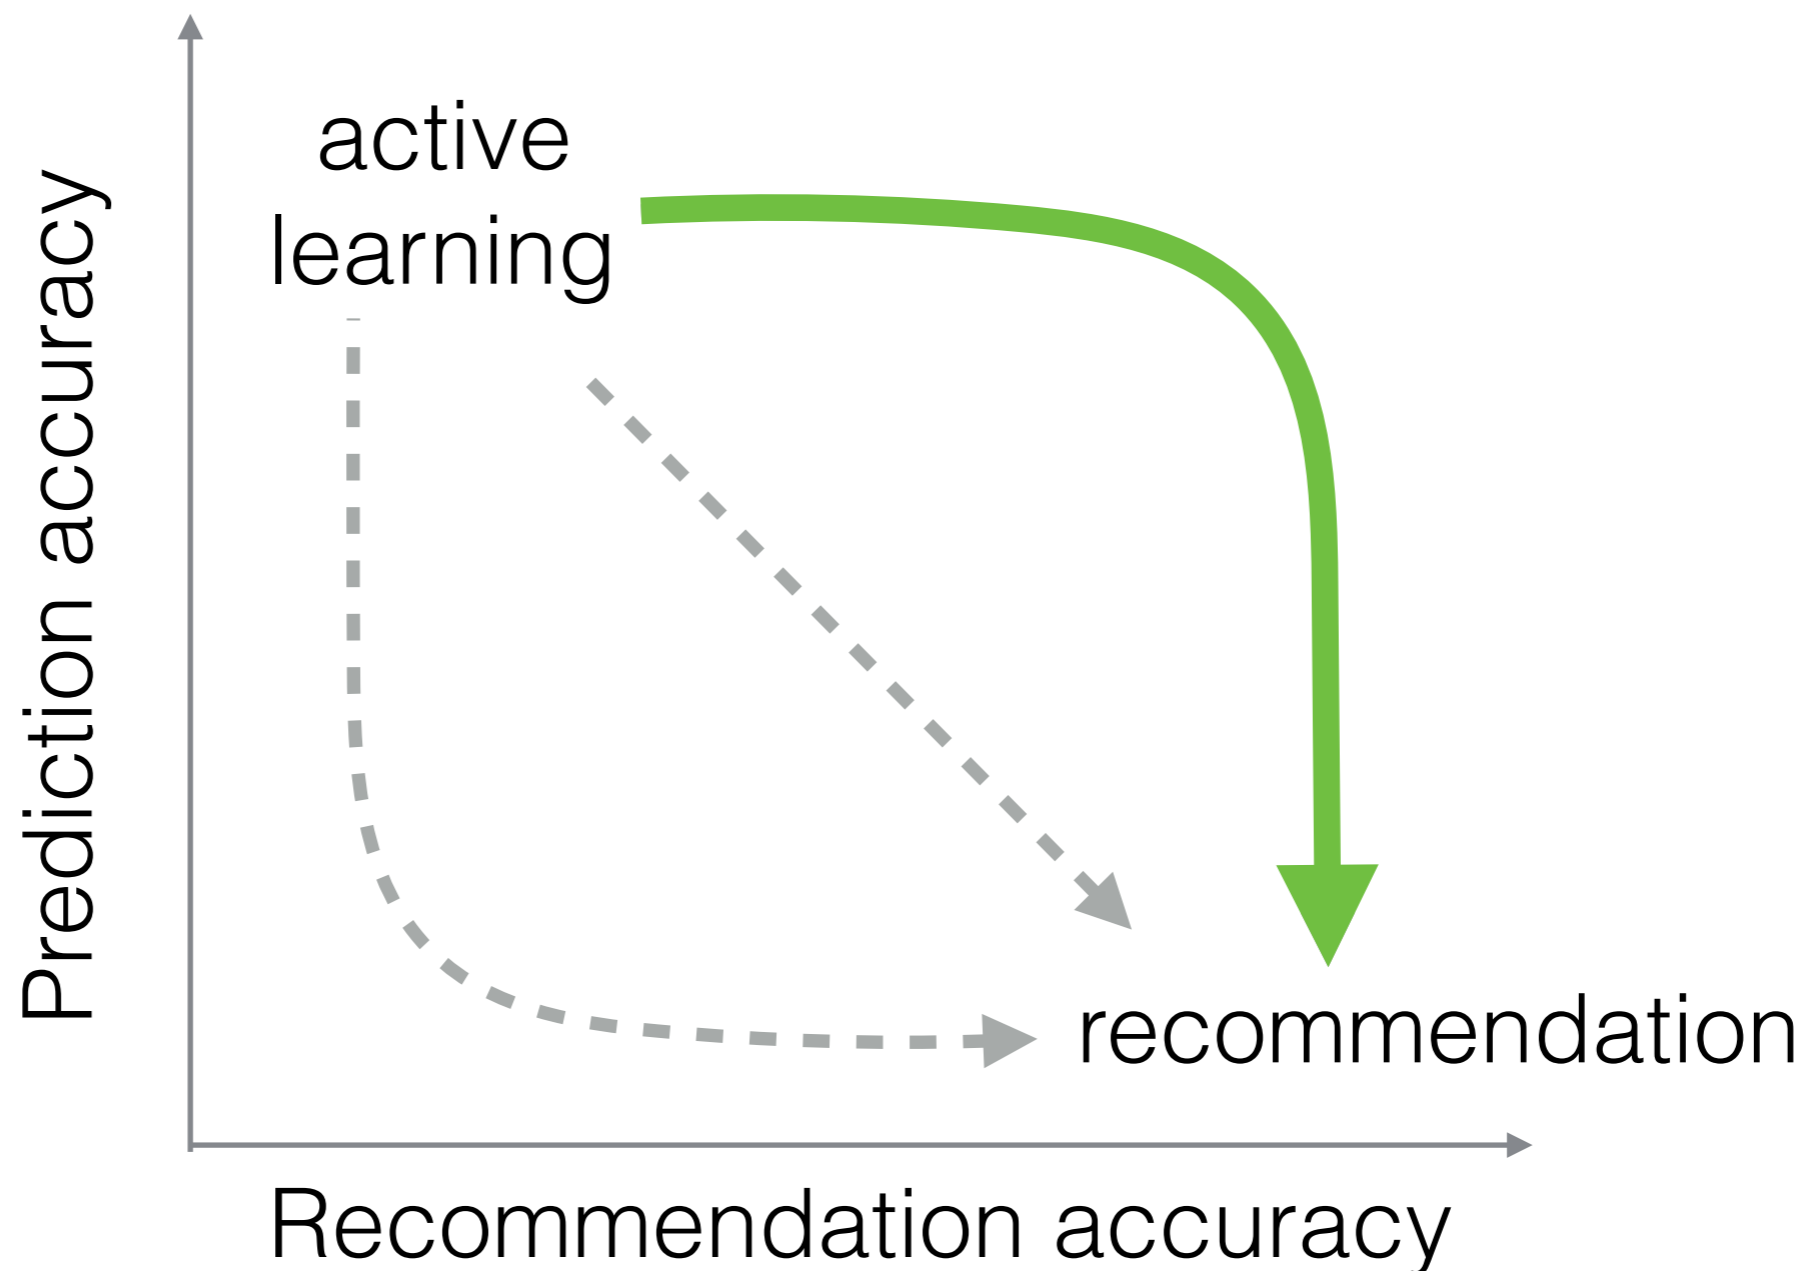 Prediction accuracy
active
learning
recommendation
Recommendation accuracy